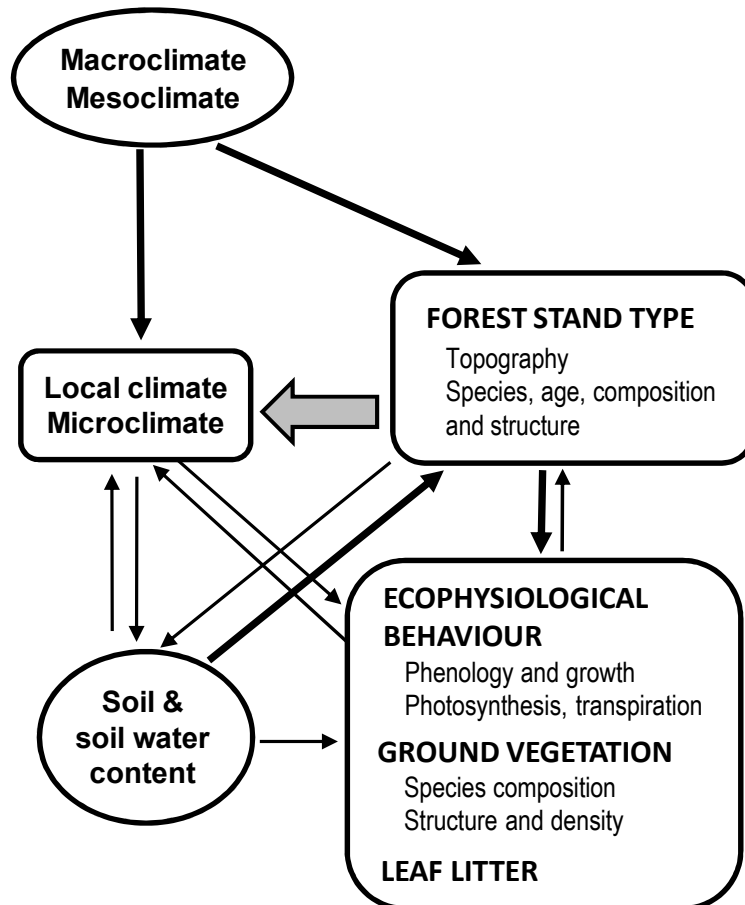 Macroclimate
Mesoclimate
FOREST STAND TYPE
Topography
Species, age, composition
and structure
Local climate
Microclimate
ECOPHYSIOLOGICAL
BEHAVIOUR
Phenology and growth
Photosynthesis, transpiration
GROUND VEGETATION
Species composition
Structure and density
LEAF LITTER
Soil &
soil water
content